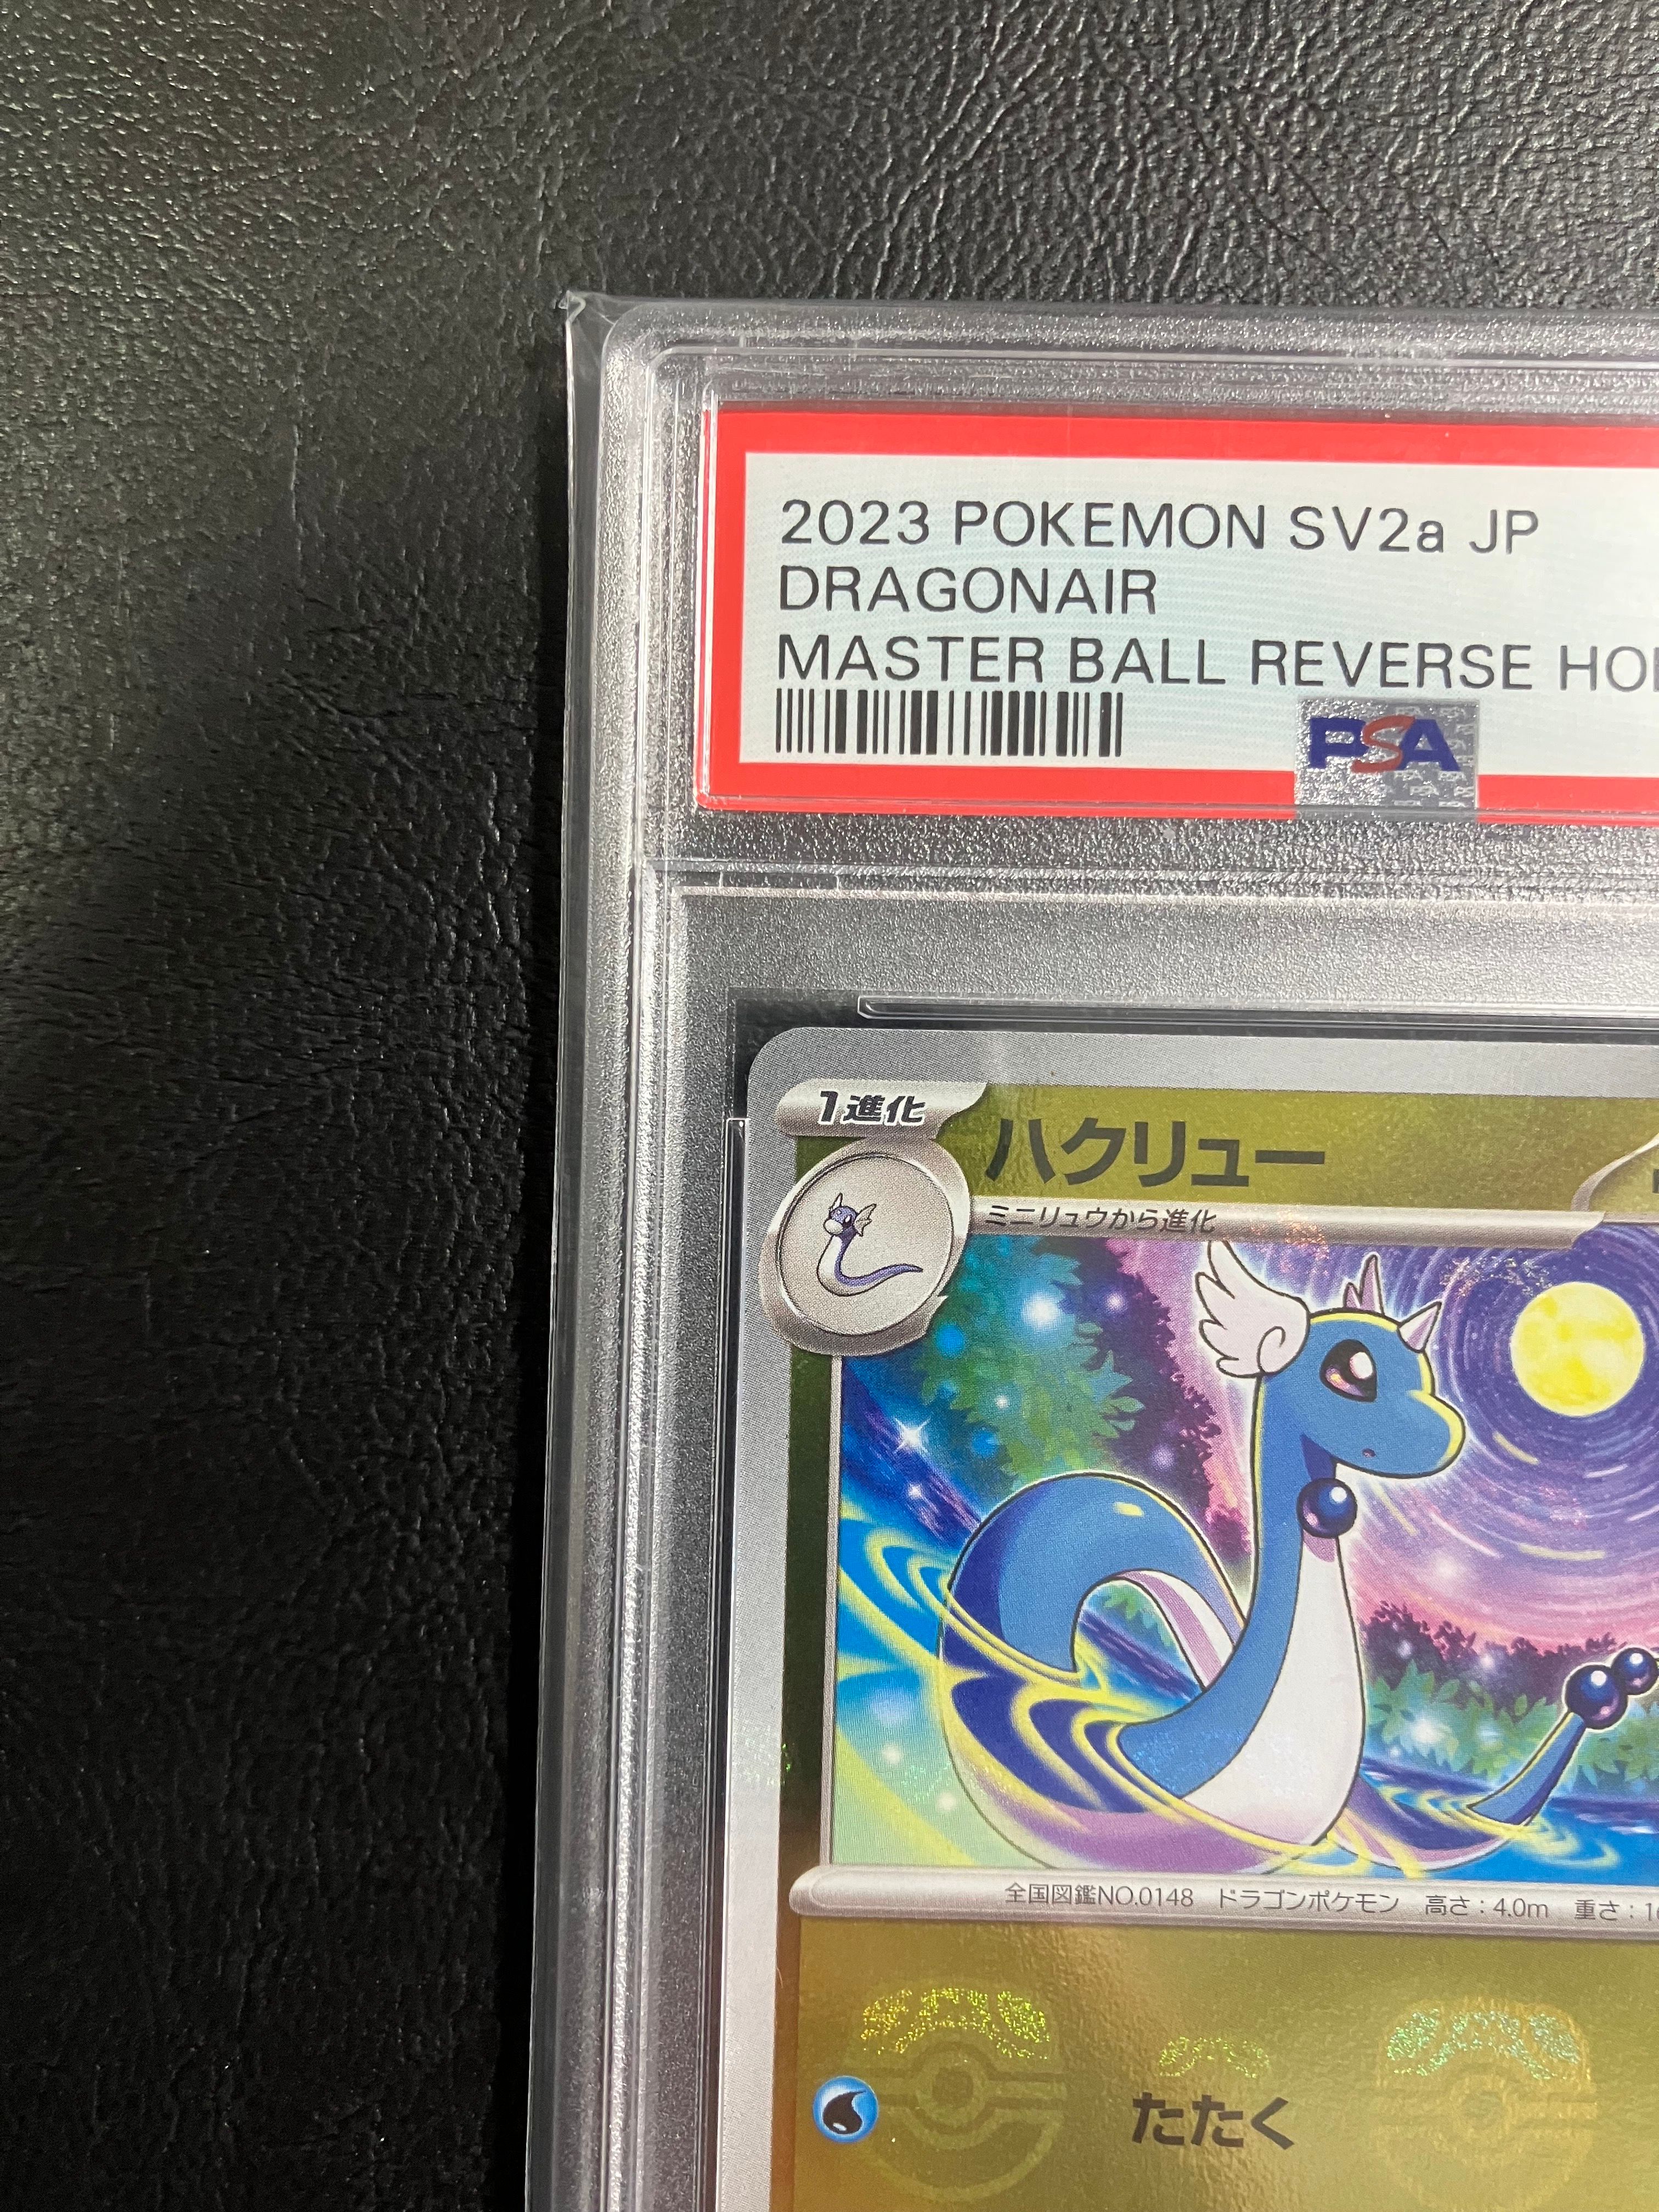 2023 POKEMON SV2a JP
DRAGONAIR
MASTER BALL REVERSE
PSA
1進化
ハクリュー
ミニリュウから進化
全国図鑑NO.0148 ドラゴンポケモン 高さ：4.0m 重さ：
たたく